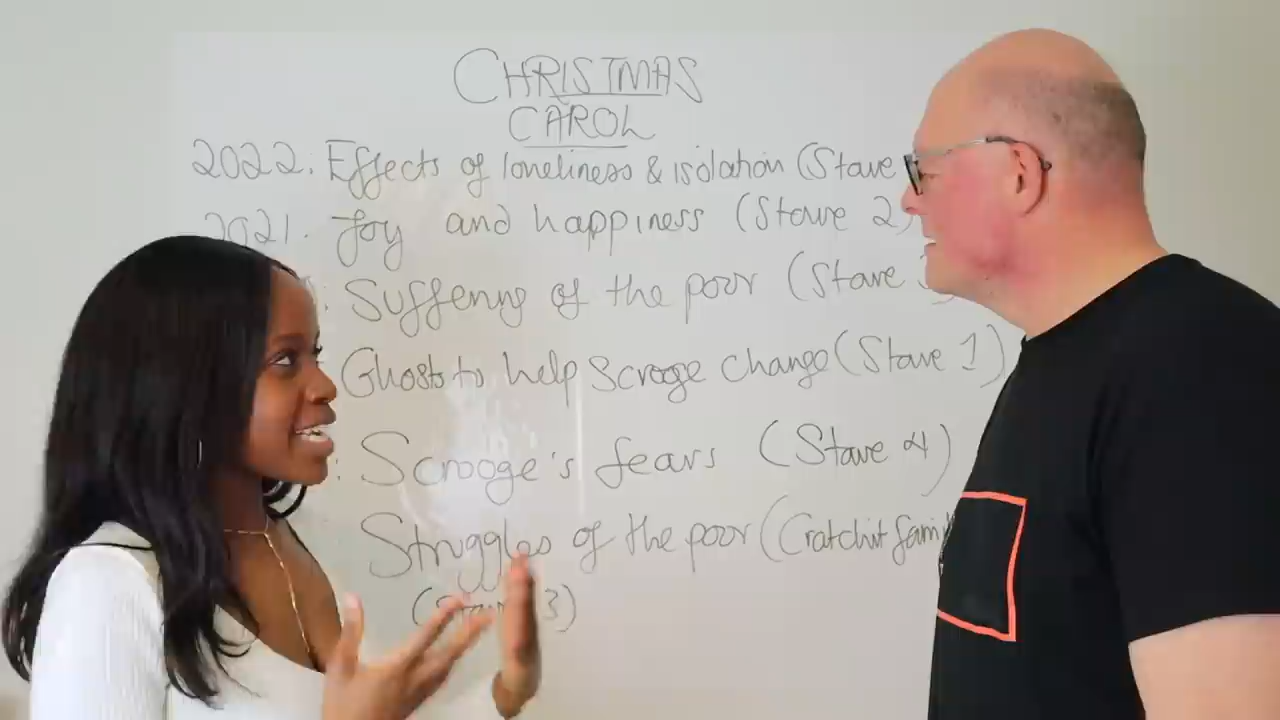 CHRISTMAS
CAROL
2022: Effects of loneliness & isolation (Stave
2021. Joy and happiness (Stave 2)
: Suffering of the poor (Stave
Ghosts to help Scrooge change (Stave 1)
: Scrooge's fears (Stave 4)
Struggles of the poor (Cratchit
3)